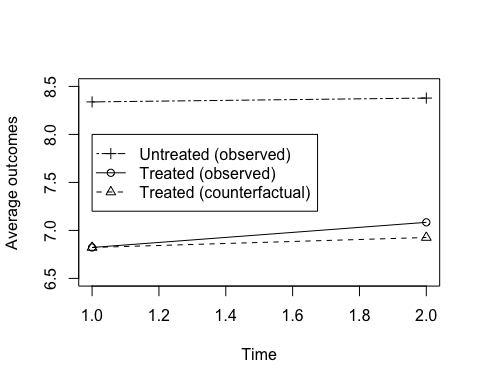 8.5
8.0
7.5
7.0
6.5
Average outcomes
Untreated (observed)
Treated (observed)
Treated (counterfactual)
1.0 1.2 1.4 1.6 1.8 2.0
Time